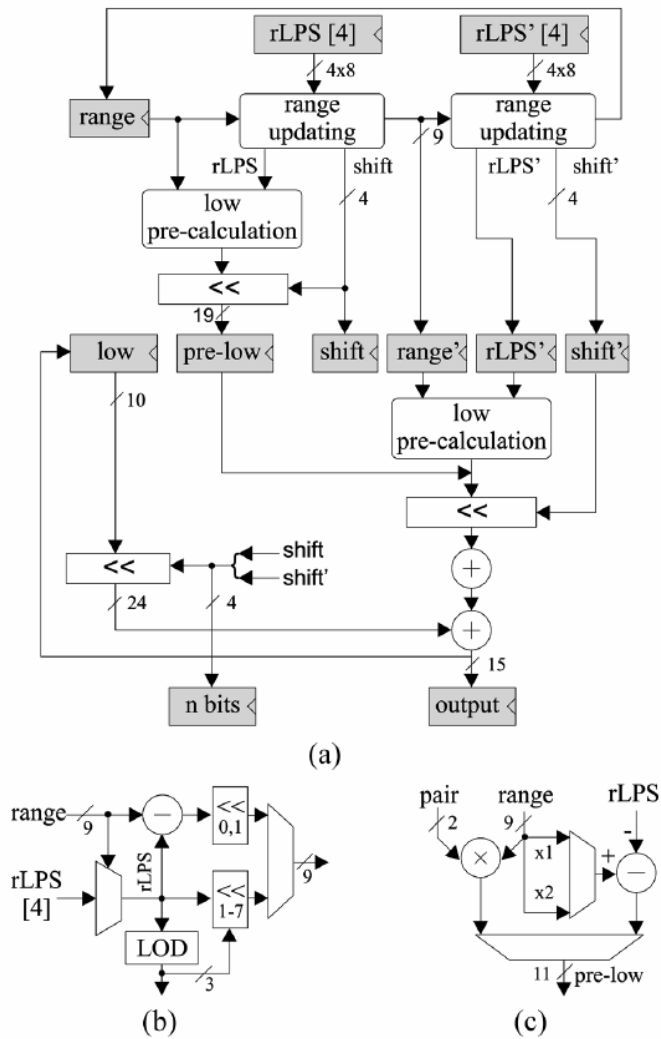 rLPS [4] rLPS' [4]
4x8 4x8
range range updating range updating
9
rLPS shift rLPS' shift'
4 4
low pre-calculation
<<
19
low pre-low shift range' rLPS' shift'
10
low pre-calculation
<<
<< shift
shift'
+
24 4
+
15
n bits output
(a)
range 9 − << 0,1
rLPS
9
rLPS [4] << 1-7
LOD
3
(b)
pair range rLPS
2 9 -
× x1 + −
x2
11 pre-low
(c)